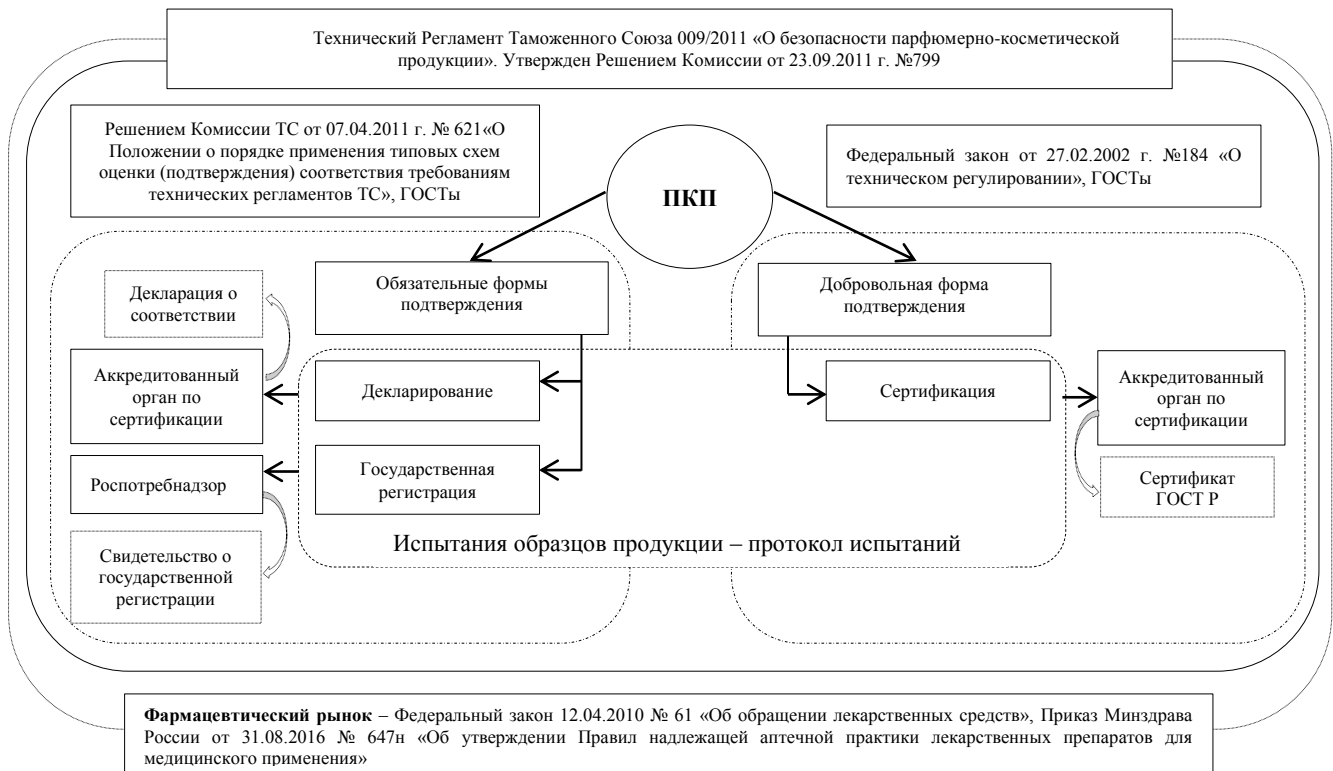 Технический Регламент Таможенного Союза 009/2011 «О безопасности парфюмерно-косметической
продукции». Утвержден Решением Комиссии от 23.09.2011 г. №799
Решением Комиссии ТС от 07.04.2011 г. № 621«О
Положении о порядке применения типовых схем
оценки (подтверждения) соответствия требованиям
технических регламентов ТС», ГОСТы
ПКП
Федеральный закон от 27.02.2002 г. №184 «О
техническом регулировании», ГОСТы
Обязательные формы
подтверждения
Добровольная форма
подтверждения
Декларация о
соответствии
Аккредитованный
орган по
сертификации
Декларирование
Сертификация
Аккредитованный
орган по
сертификации
Роспотребнадзор
Государственная
регистрация
Сертификат
ГОСТ Р
Свидетельство о
государственной
регистрации
Испытания образцов продукции – протокол испытаний
Фармацевтический рынок – Федеральный закон 12.04.2010 № 61 «Об обращении лекарственных средств», Приказ Минздрава
России от 31.08.2016 № 647н «Об утверждении Правил надлежащей аптечной практики лекарственных препаратов для
медицинского применения»